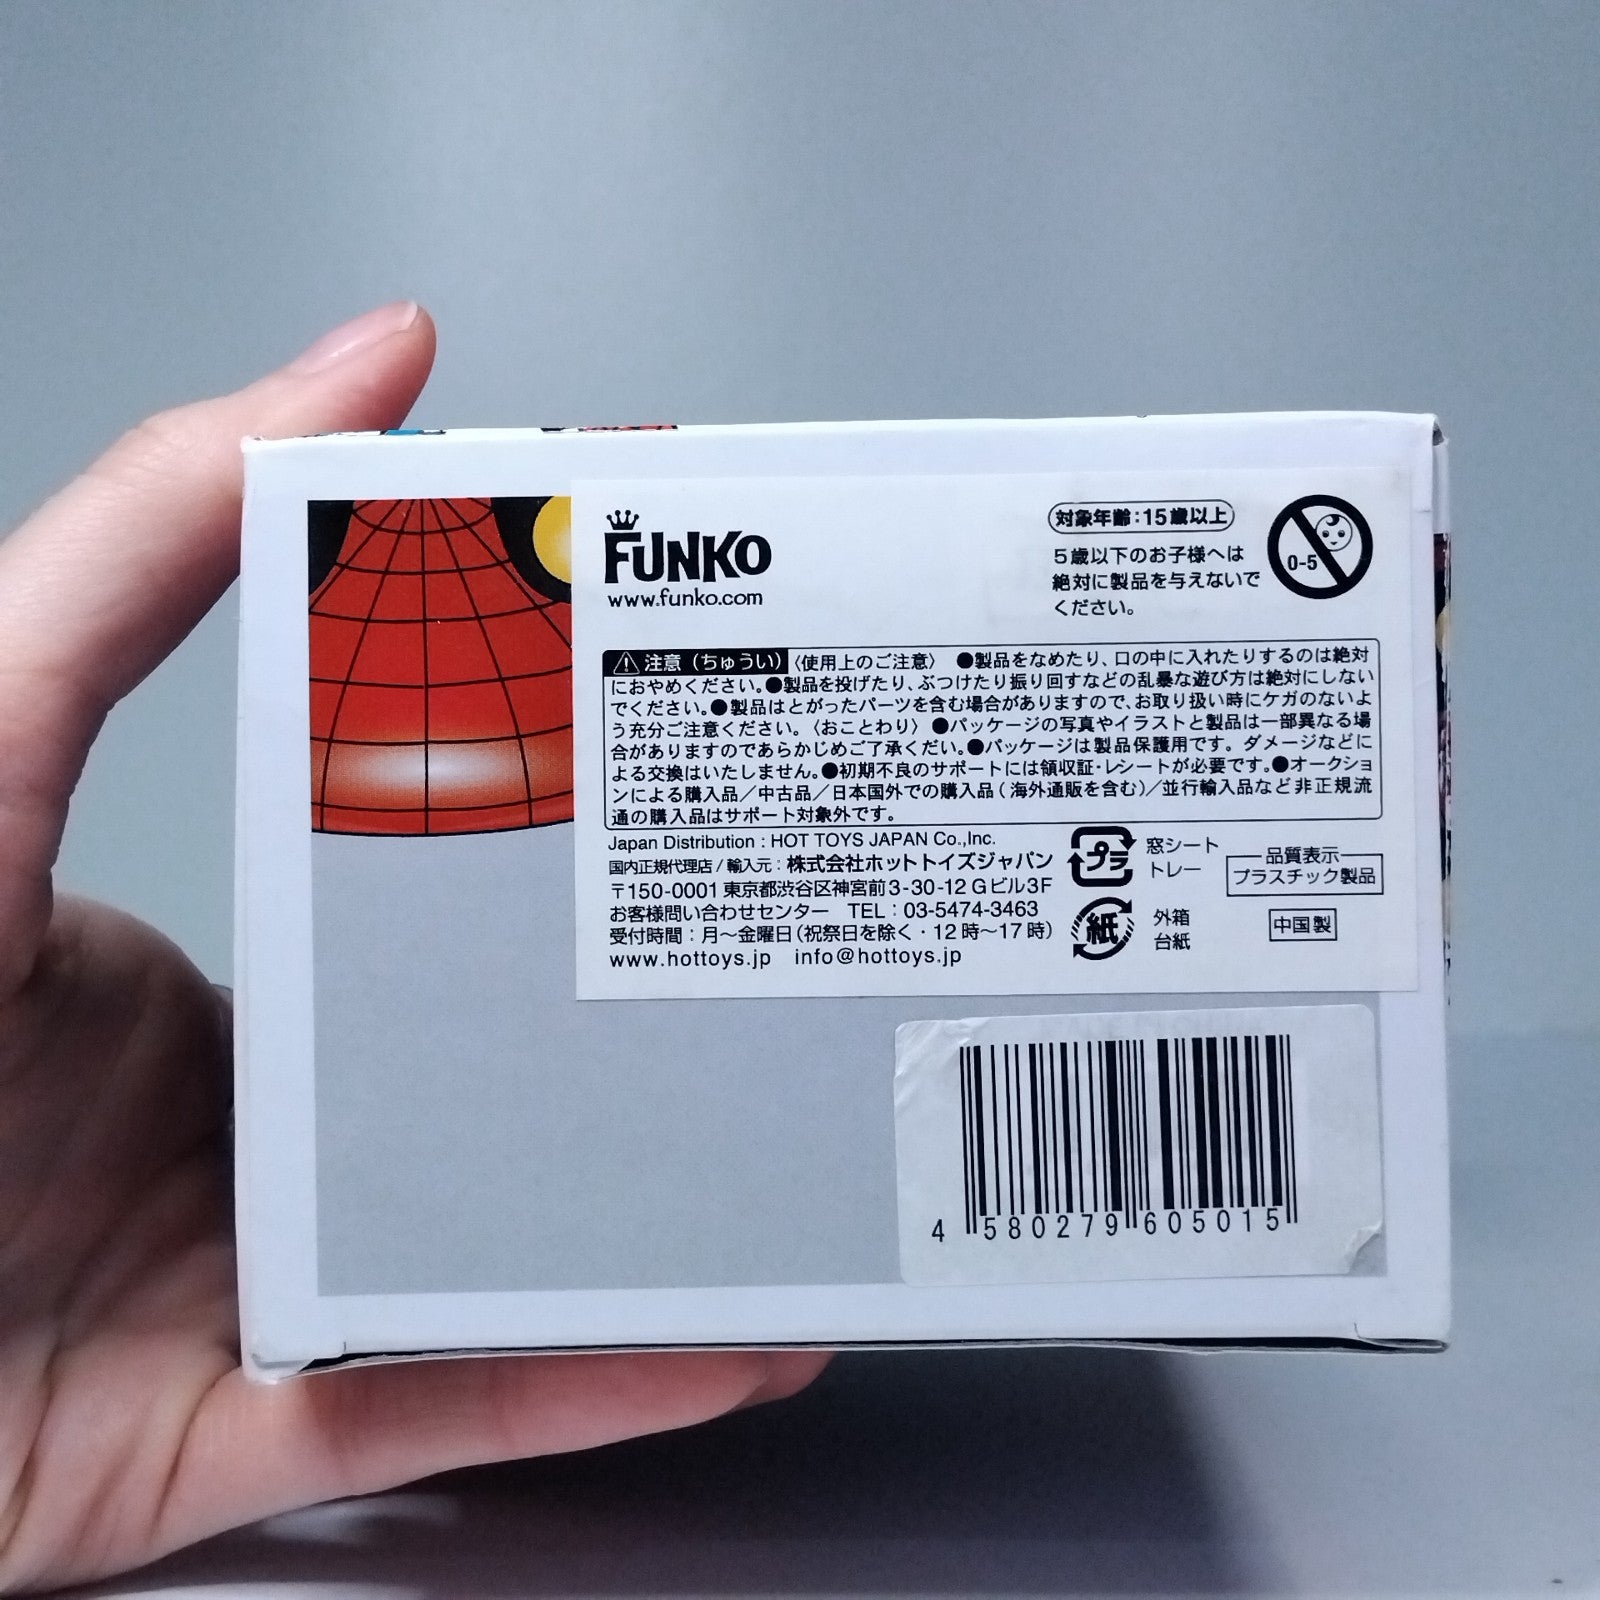 FUNKO
www.funko.com
対象年齢:15歳以上
5歳以下のお子様へは
絶対に製品を与えないで
ください。
0-5
注意(ちゅうい)〈使用上のご注意〉 ●製品をなめたり、口の中に入れたりするのは絶対
におやめください。●製品を投げたり、ぶつけたり振り回すなどの乱暴な遊び方は絶対にしない
でください。●製品はとがったパーツを含む場合がありますので、お取り扱い時にケガのないよ
う充分ご注意ください。〈おことわり〉 ●パッケージの写真やイラストと製品は一部異なる場
合がありますのであらかじめご了承くだい。●パッケージは製品保護用です。ダメージなどに
よる交換はいたしません。●初期不良のサポートには領収証・レシートが必要です。●オークショ
ンによる購入品／中古品／日本国外での購入品(海外通販を含む)／並行輸入品など非正規流
通の購入品はサポート対象外です。
Japan Distribution : HOT TOYS JAPAN Co.,Inc.
国内正規代理店 / 輸入元 : 株式会社ホットトイズジャパン
〒150-0001 東京都渋谷区神宮前3-30-12 Gビル3F
お客様問い合わせセンター TEL : 03-5474-3463
受付時間 : 月～金曜日(祝祭日を除く・12時～17時)
www.hottoys.jp info@hottoys.jp
プラ
窓シート
トレー
紙
外箱
台紙
品質表示
プラスチック製品
中国製
4 580279 605015